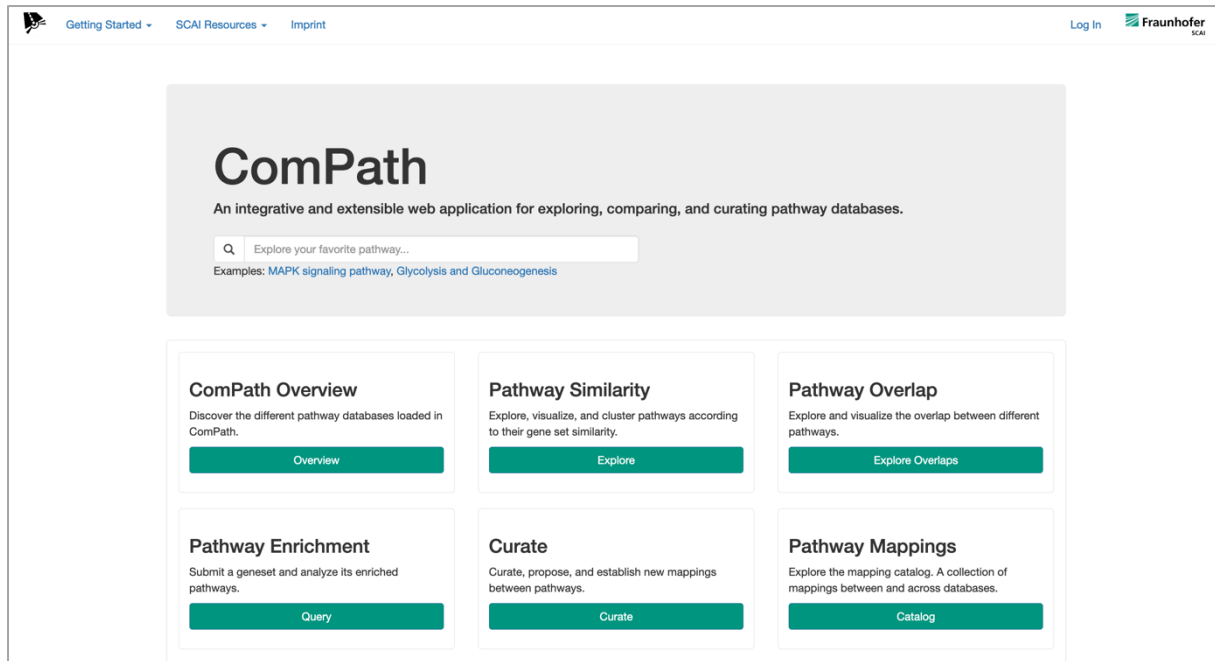 Getting Started SCAI Resources Imprint Log In Fraunhofer
SCAI
ComPath
An integrative and extensible web application for exploring, comparing, and curating pathway databases.
Explore your favorite pathway...
Examples: MAPK signaling pathway, Glycolysis and Gluconeogenesis
ComPath Overview
Discover the different pathway databases loaded in
ComPath.
Overview
Pathway Similarity
Explore, visualize, and cluster pathways according
to their gene set similarity.
Explore
Pathway Overlap
Explore and visualize the overlap between different
pathways.
Explore Overlaps
Pathway Enrichment
Submit a geneset and analyze its enriched
pathways.
Query
Curate
Curate, propose, and establish new mappings
between pathways.
Curate
Pathway Mappings
Explore the mapping catalog. A collection of
mappings between and across databases.
Catalog